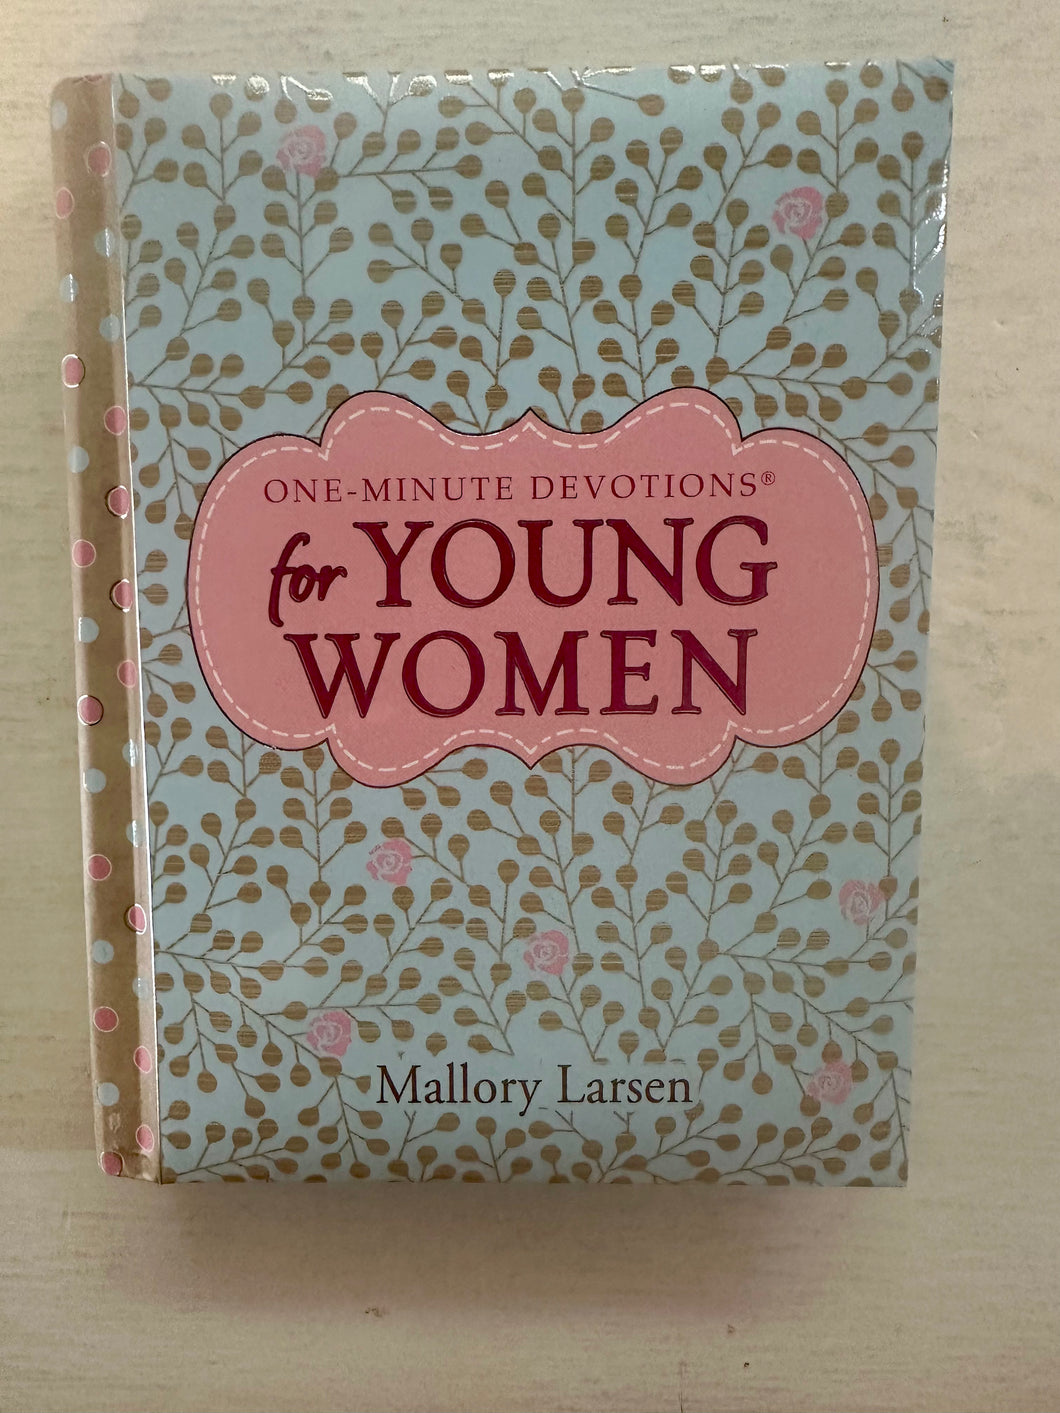 ONE-MINUTE DEVOTIONS®
for YOUNG
WOMEN
Mallory Larsen